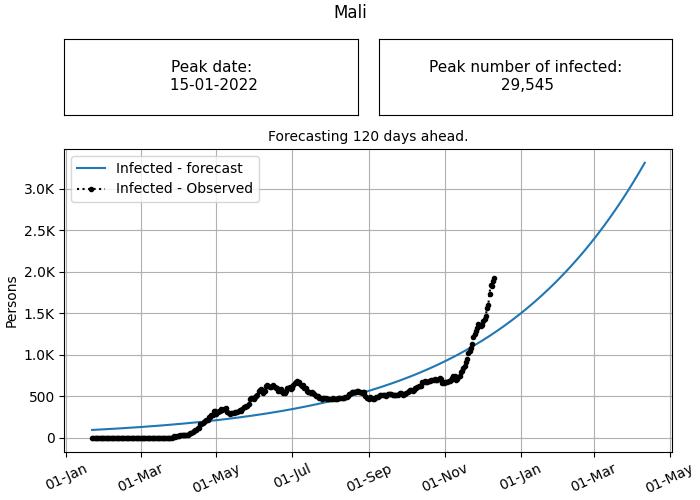 Mali
Peak date:
15-01-2022
Peak number of infected:
29,545
Forecasting 120 days ahead.
Infected - forecast
Infected - Observed
Persons
3.0K
2.5K
2.0K
1.5K
1.0K
500
0
01-Jan
01-Mar
01-May
01-Jul
01-Sep
01-Nov
01-Jan
01-Mar
01-May